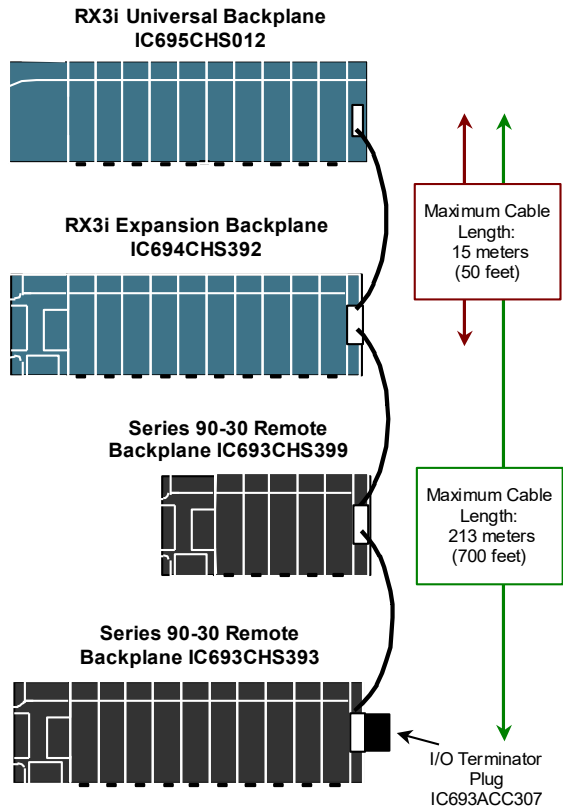 RX3i Universal Backplane
IC695CHS012
RX3i Expansion Backplane
IC694CHS392
Maximum Cable
Length:
15 meters
(50 feet)
Series 90-30 Remote
Backplane IC693CHS399
Maximum Cable
Length:
213 meters
(700 feet)
Series 90-30 Remote
Backplane IC693CHS393
I/O Terminator
Plug
IC693ACC307